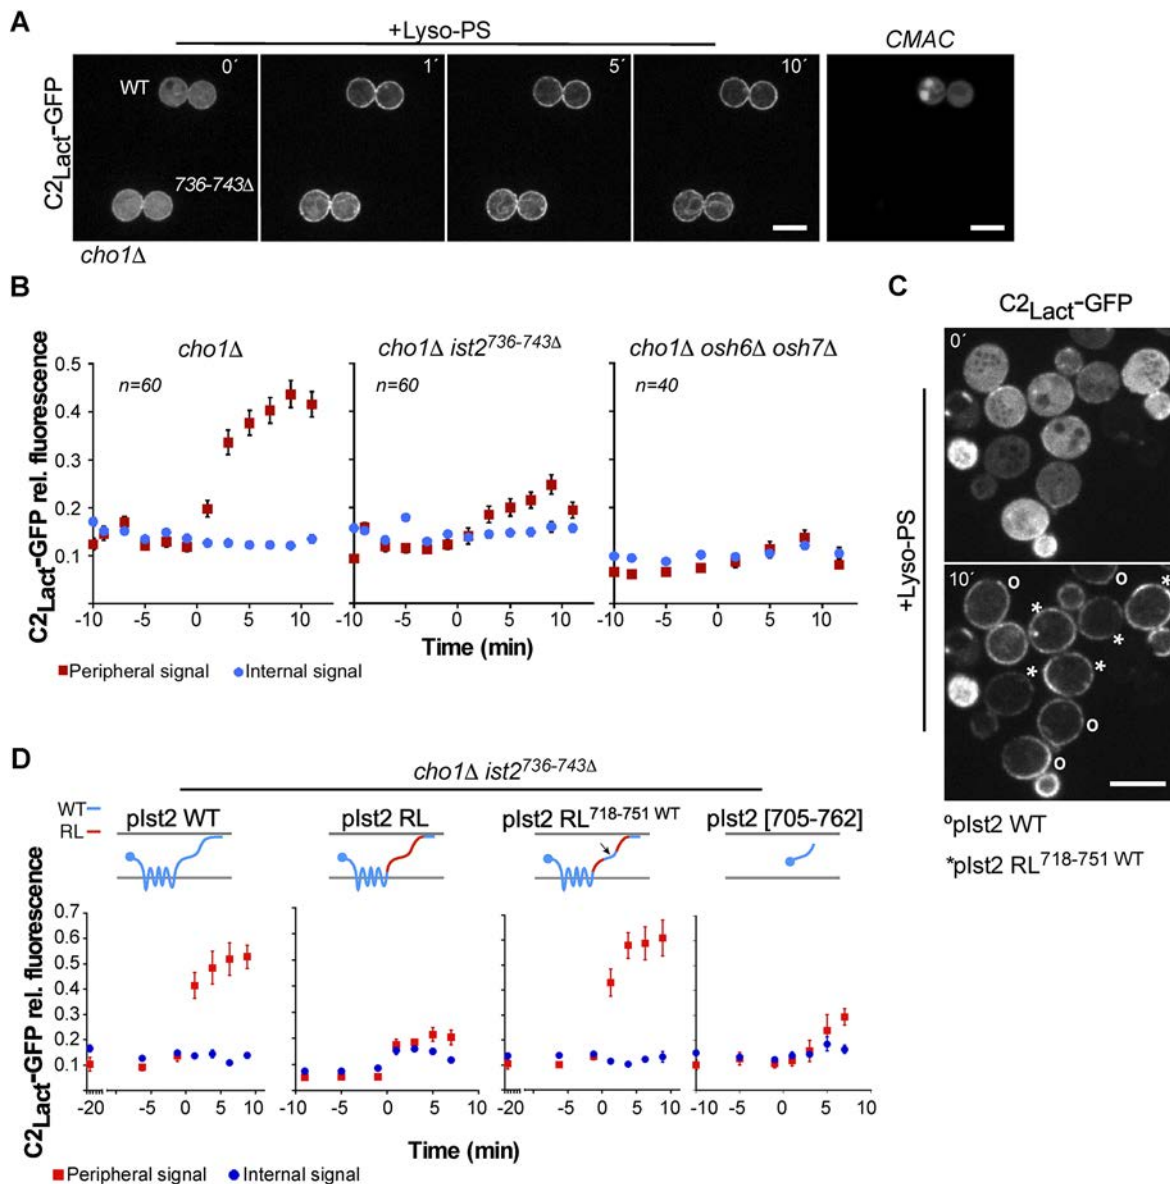 A
+Lyso-PS
CMAC
C2Lact-GFP
WT
0´
1´
5´
10´
736-743Δ
cho1Δ
B
C2Lact-GFP rel. fluorescence
cho1Δ
cho1Δ ist2736-743Δ
cho1Δ osh6Δ osh7Δ
n=60
n=60
n=40
0.5
0.4
0.3
0.2
0.1
-10 -5 0 5 10
-10 -5 0 5 10
-10 -5 0 5 10
Time (min)
Peripheral signal
Internal signal
C
C2Lact-GFP
+Lyso-PS
0´
10´
o
o
*
*
*
*
*
o
o
ºpIst2 WT
*pIst2 RL718-751 WT
D
cho1Δ ist2736-743Δ
WT
RL
pIst2 WT
pIst2 RL
pIst2 RL718-751 WT
pIst2 [705-762]
C2Lact-GFP rel. fluorescence
0.7
0.6
0.5
0.4
0.3
0.2
0.1
-20 -5 0 5 10
-10 -5 0 5 10
-20 -5 0 5 10
-10 -5 0 5 10
Time (min)
Peripheral signal
Internal signal